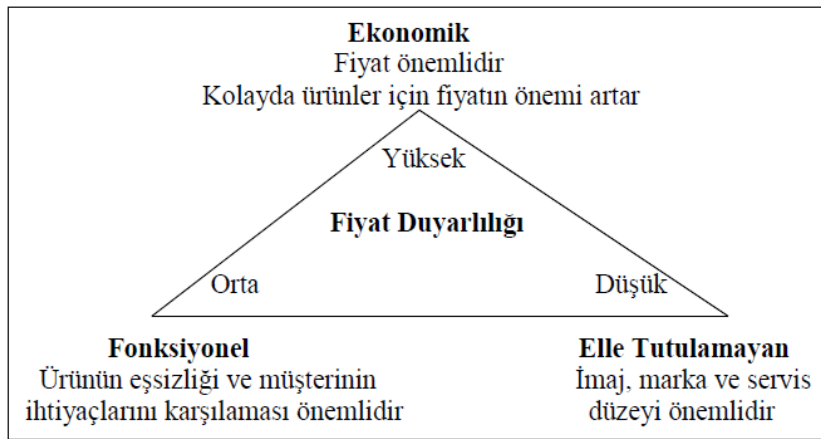 Ekonomik
Fiyat önemlidir
Kolayda ürünler için fiyatın önemi artar
Yüksek
Fiyat Duyarlılığı
Orta
Düşük
Fonksiyonel
Ürünün eşsizliği ve müşterinin
ihtiyaçlarını karşılaması önemlidir
Elle Tutulamayan
İmaj, marka ve servis
düzeyi önemlidir